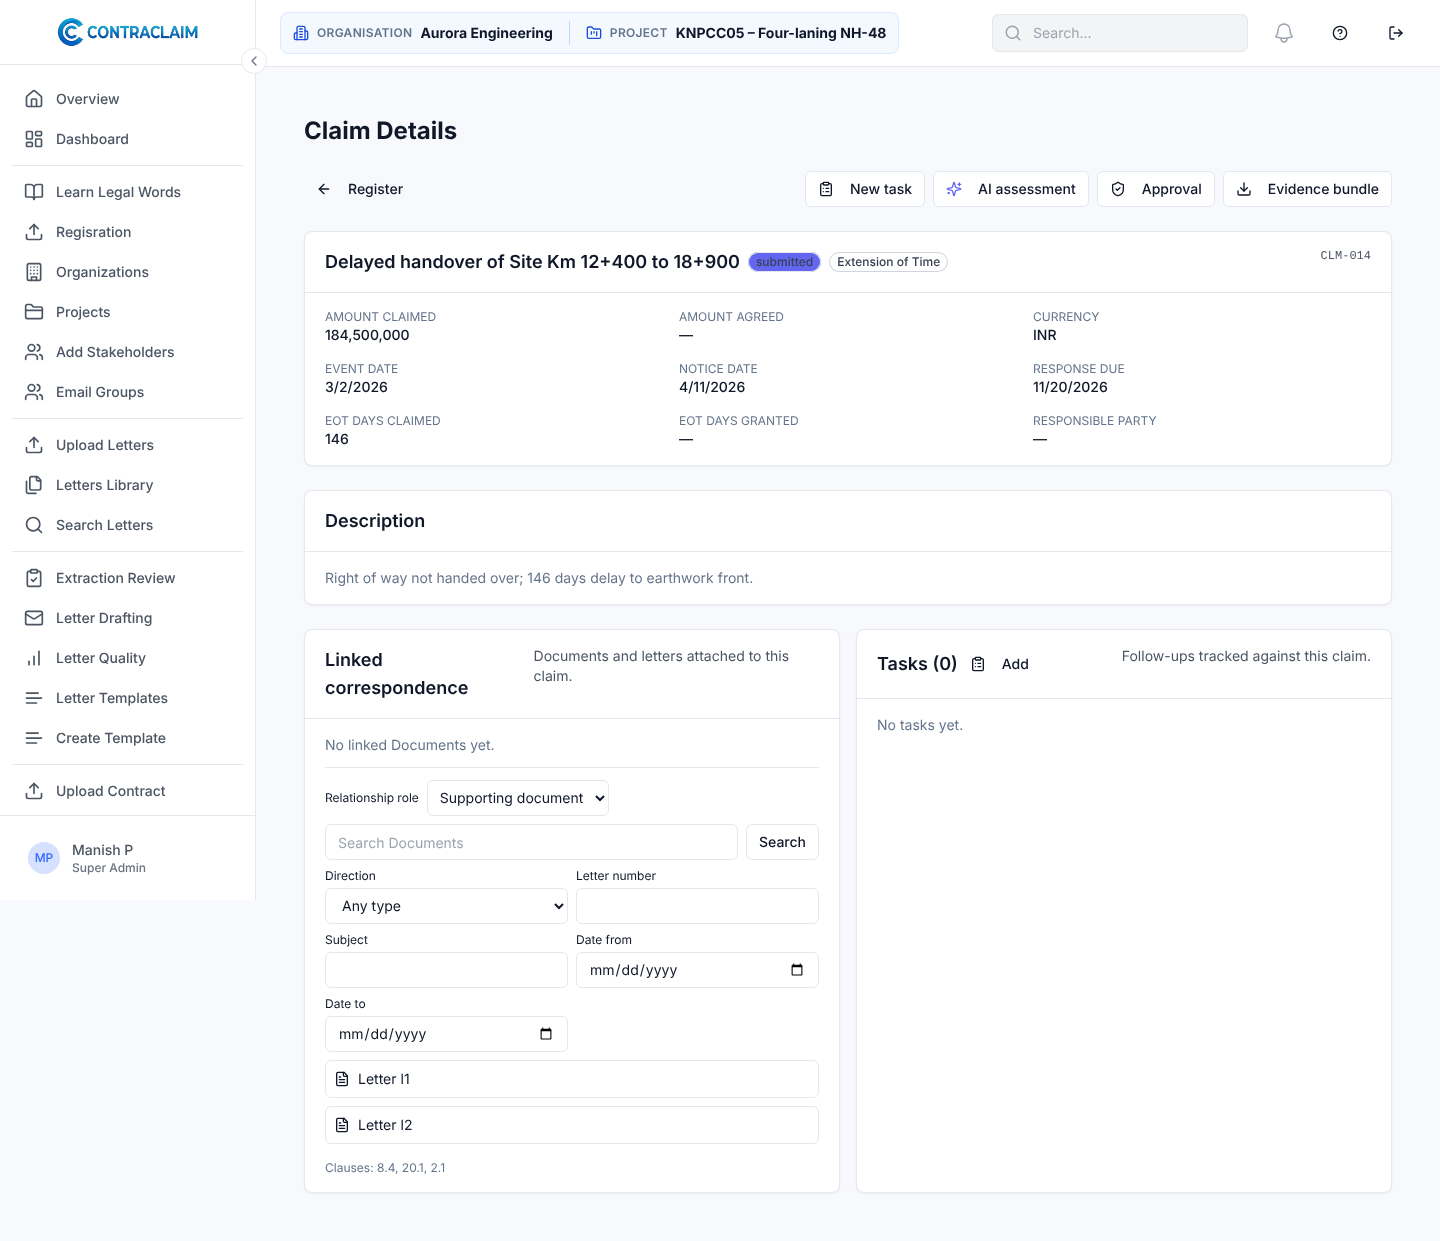 CONTRACLAIM
ORGANISATION Aurora Engineering PROJECT KNPCC05 – Four-laning NH-48
Search...
Overview
Dashboard
Learn Legal Words
Regisration
Organizations
Projects
Add Stakeholders
Email Groups
Upload Letters
Letters Library
Search Letters
Extraction Review
Letter Drafting
Letter Quality
Letter Templates
Create Template
Upload Contract
MP
Manish P
Super Admin
Claim Details
Register
New task
AI assessment
Approval
Evidence bundle
Delayed handover of Site Km 12+400 to 18+900 submitted Extension of Time CLM-014
AMOUNT CLAIMED AMOUNT AGREED CURRENCY
184,500,000 — INR
EVENT DATE NOTICE DATE RESPONSE DUE
3/2/2026 4/11/2026 11/20/2026
EOT DAYS CLAIMED EOT DAYS GRANTED RESPONSIBLE PARTY
146 — —
Description
Right of way not handed over; 146 days delay to earthwork front.
Linked
correspondence
Documents and letters attached to this
claim.
No linked Documents yet.
Relationship role Supporting document
Search Documents Search
Direction Letter number
Any type
Subject Date from
mm/dd/yyyy
Date to
mm/dd/yyyy
Letter l1
Letter l2
Clauses: 8.4, 20.1, 2.1
Tasks (0) Add Follow-ups tracked against this claim.
No tasks yet.